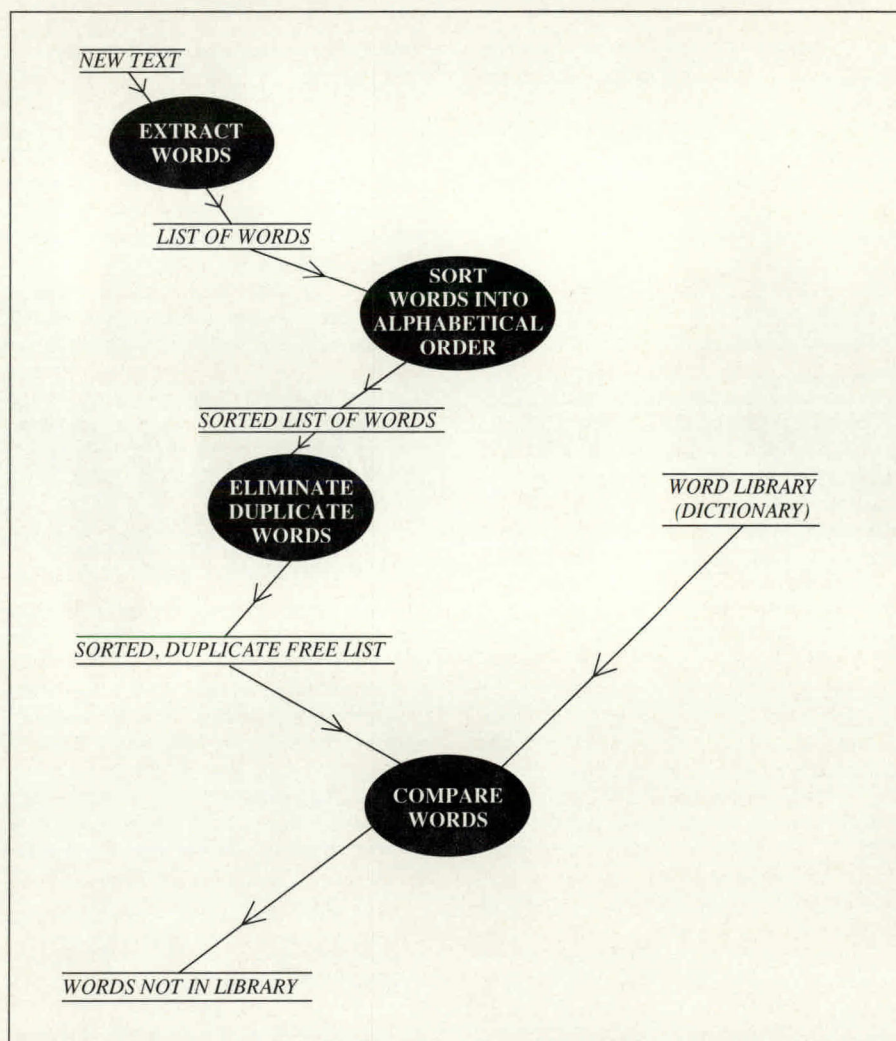 NEW TEXT
EXTRACT
WORDS
LIST OF WORDS
SORT
WORDS INTO
ALPHABETICAL
ORDER
SORTED LIST OF WORDS
ELIMINATE
DUPLICATE
WORDS
WORD LIBRARY
(DICTIONARY)
SORTED, DUPLICATE FREE LIST
COMPARE
WORDS
WORDS NOT IN LIBRARY